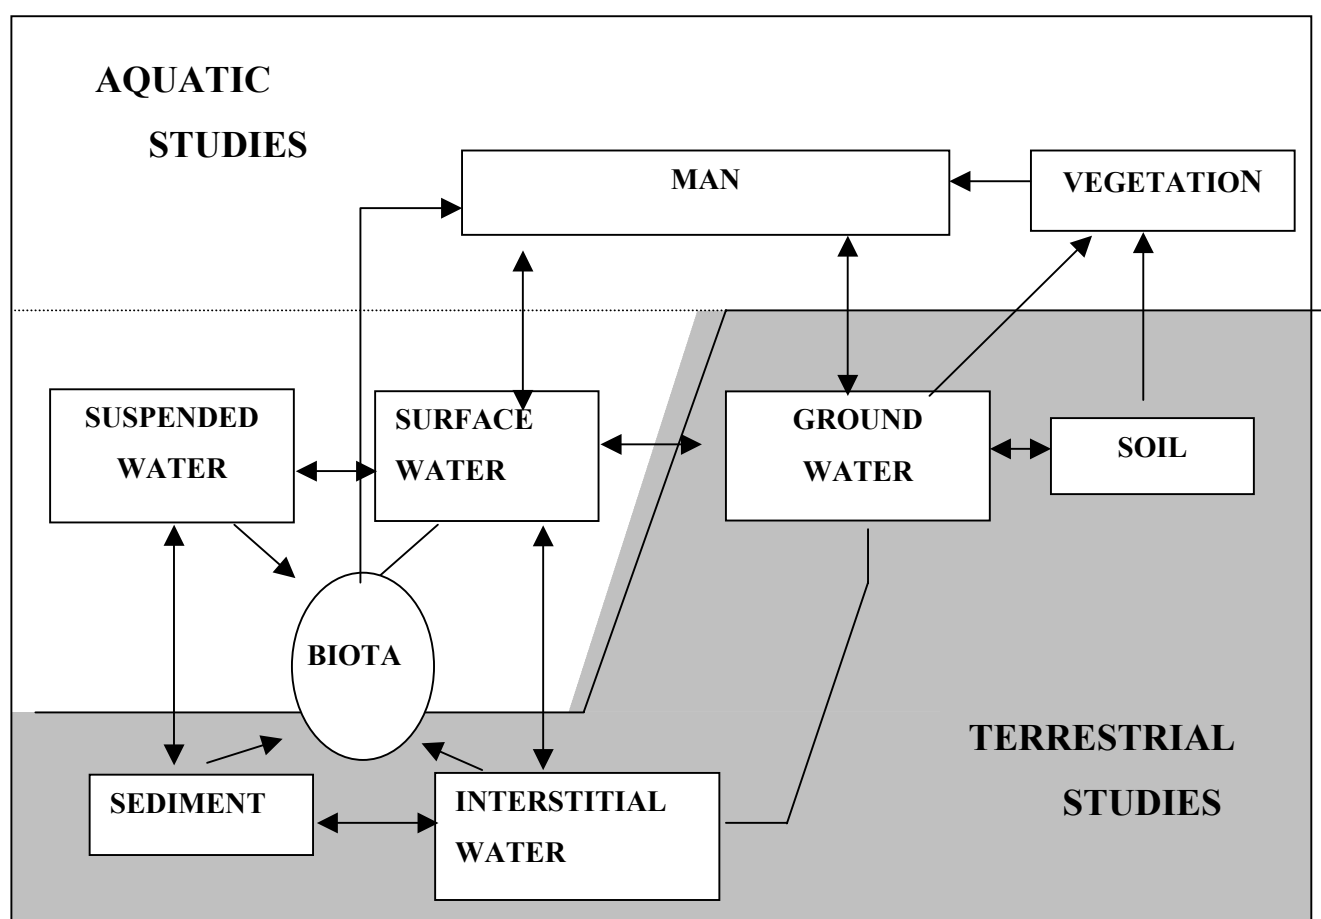 AQUATIC
STUDIES
MAN
VEGETATION
SUSPENDED
WATER
SURFACE
WATER
GROUND
WATER
SOIL
BIOTA
TERRESTRIAL
STUDIES
SEDIMENT
INTERSTITIAL
WATER